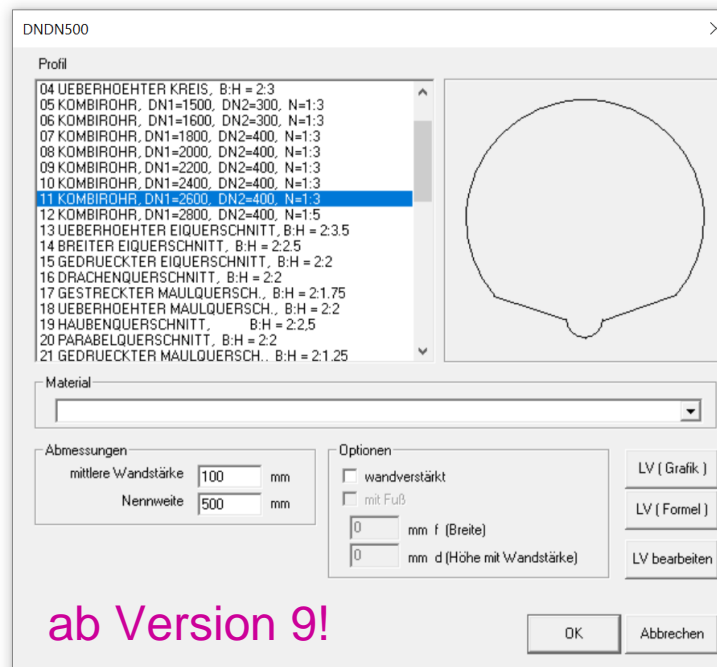 DNDN500
Profil
04 UEBERHOEHTER KREIS, B:H = 2:3
05 KOMBIROHR, DN1=1500, DN2=300, N=1:3
06 KOMBIROHR, DN1=1600, DN2=300, N=1:3
07 KOMBIROHR, DN1=1800, DN2=400, N=1:3
08 KOMBIROHR, DN1=2000, DN2=400, N=1:3
09 KOMBIROHR, DN1=2200, DN2=400, N=1:3
10 KOMBIROHR, DN1=2400, DN2=400, N=1:3
11 KOMBIROHR, DN1=2600, DN2=400, N=1:3
12 KOMBIROHR, DN1=2800, DN2=400, N=1:5
13 UEBERHOEHTER EIQUERSCHNITT, B:H = 2:3.5
14 BREITER EIQUERSCHNITT, B:H = 2:2.5
15 GEDRUECKTER EIQUERSCHNITT, B:H = 2:2
16 DRACHENQUERSCHNITT, B:H = 2:2
17 GESTRECKTER MAULQUERSCH., B:H = 2:1.75
18 UEBERHOEHTER MAULQUERSCH., B:H = 2:2
19 HAUBENQUERSCHNITT, B:H = 2:2,5
20 PARABELQUERSCHNITT, B:H = 2:2
21 GEDRUECKTER MAULQUERSCH., B:H = 2:1.25
Material
Abmessungen
mittlere Wandstärke 100 mm
Nennweite 500 mm
Optionen
wandverstärkt
mit Fuß
0 mm f (Breite)
0 mm d (Höhe mit Wandstärke)
LV ( Grafik )
LV ( Formel )
LV bearbeiten
ab Version 9!
OK
Abbrechen